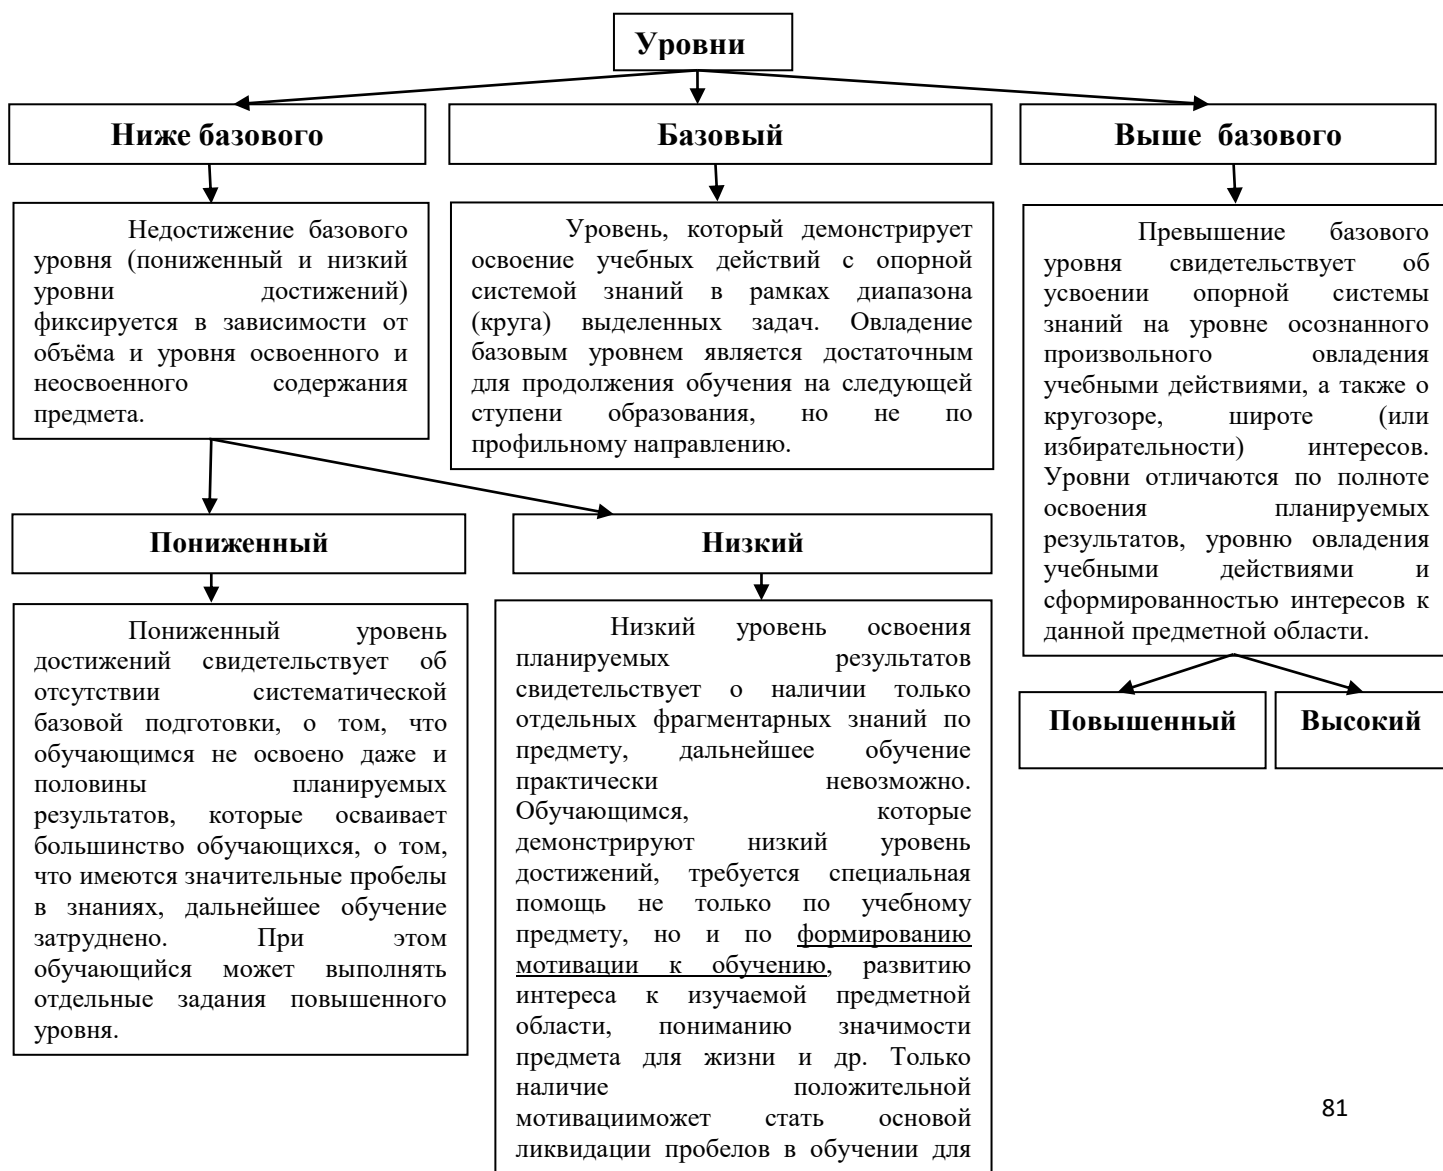 Уровни
Ниже базового
Базовый
Выше базового
Недостижение базового
уровня (пониженный и низкий
уровни достижений)
фиксируется в зависимости от
объёма и уровня освоенного и
неосвоенного содержания
предмета.
Уровень, который демонстрирует
освоение учебных действий с опорной
системой знаний в рамках диапазона
(круга) выделенных задач. Овладение
базовым уровнем является достаточным
для продолжения обучения на следующей
ступени образования, но не по
профильному направлению.
Превышение базового
уровня свидетельствует об
усвоении опорной системы
знаний на уровне осознанного
произвольного овладения
учебными действиями, а также о
кругозоре, широте (или
избирательности) интересов.
Уровни отличаются по полноте
освоения планируемых
результатов, уровню овладения
учебными действиями и
сформированностью интересов к
данной предметной области.
Пониженный
Низкий
Повышенный
Высокий
Пониженный уровень
достижений свидетельствует об
отсутствии систематической
базовой подготовки, о том, что
обучающимся не освоено даже и
половины планируемых
результатов, которые осваивает
большинство обучающихся, о том,
что имеются значительные пробелы
в знаниях, дальнейшее обучение
затруднено. При этом
обучающийся может выполнять
отдельные задания повышенного
уровня.
Низкий уровень освоения
планируемых результатов
свидетельствует о наличии только
отдельных фрагментарных знаний по
предмету, дальнейшее обучение
практически невозможно.
Обучающимся, которые
демонстрируют низкий уровень
достижений, требуется специальная
помощь не только по учебному
предмету, но и по формированию
мотивации к обучению, развитию
интереса к изучаемой предметной
области, пониманию значимости
предмета для жизни и др. Только
наличие положительной
мотивацииможет стать основой
ликвидации пробелов в обучении для
81